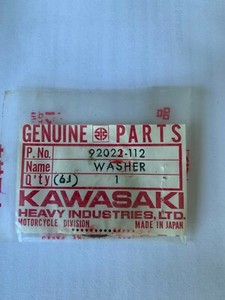 GENUINE PARTS
P. No. 92022-112
Name WASHER
Q'ty (6J) 1
KAWASAKI
HEAVY INDUSTRIES, LTD.
MOTORCYCLE DIVISION MADE IN JAPAN